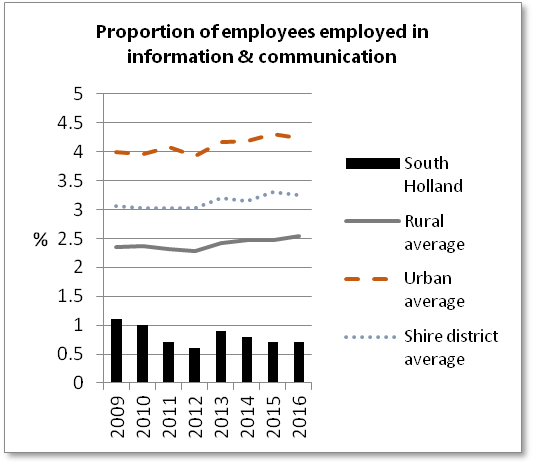 Proportion of employees employed in
information & communication
5
4.5
4
3.5
3
2.5
2
1.5
1
0.5
0
%
2009
2010
2011
2012
2013
2014
2015
2016
South
Holland
Rural
average
Urban
average
Shire district
average